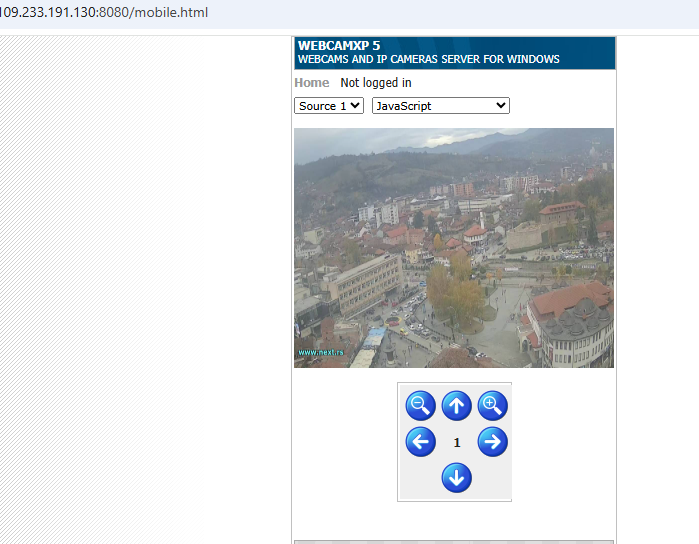 109.233.191.130:8080/mobile.html
WEBCAMXP 5
WEBCAMS AND IP CAMERAS SERVER FOR WINDOWS
Home Not logged in
Source 1 JavaScript
www.next.rs
1